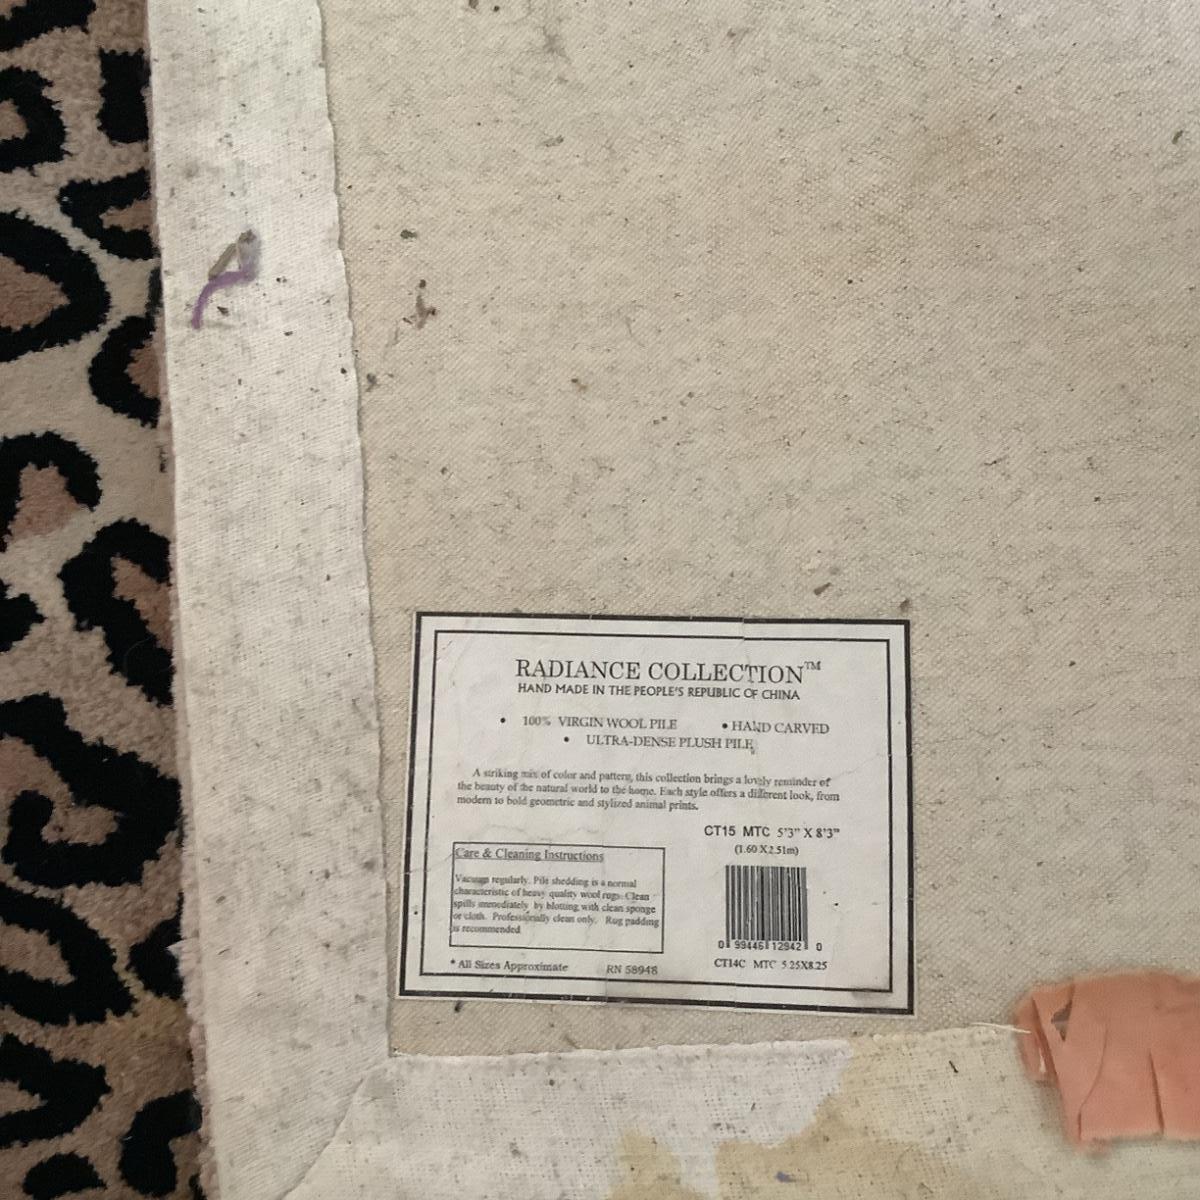 RADIANCE COLLECTION™
HAND MADE IN THE PEOPLE'S REPUBLIC OF CHINA
• 100% VIRGIN WOOL PILE • HAND CARVED
• ULTRA-DENSE PLUSH PILE
A striking mix of color and pattern, this collection brings a lovely reminder of
the beauty of the natural world to the home. Each style offers a different look, from
modern to bold geometric and stylized animal prints.
CT15 MTC 5'3" X 8'3"
(1.60 X 2.51m)
Care & Cleaning Instructions
Vacuum regularly. Pile shedding is a normal
characteristic of heavy quality wool rugs. Clean
spills immediately by blotting with clean sponge
or cloth. Professionally clean only. Rug padding
is recommended.
0 99446 12942 0
* All Sizes Approximate RN 58948
CT14C MTC 5.25X8.25